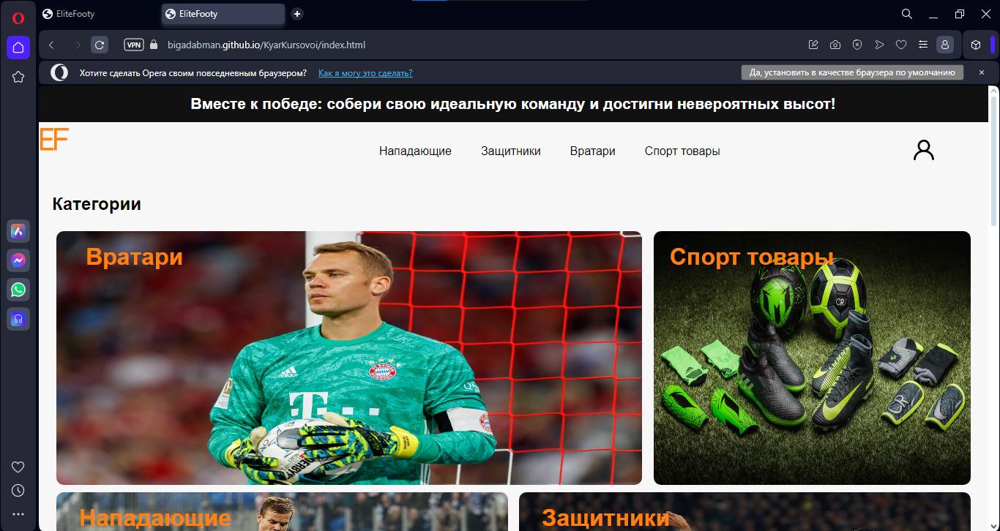 EliteFooty
EliteFooty
VPN
bigadabman.github.io/KyarKursovoi/index.html
Хотите сделать Opera своим повседневным браузером?
Как я могу это сделать?
Да, установить в качестве браузера по умолчанию
Вместе к победе: собери свою идеальную команду и достигни невероятных высот!
EF
Нападающие
Защитники
Вратари
Спорт товары
Категории
Вратари
Спорт товары
adidas
T
CR
Нападающие
Защитники